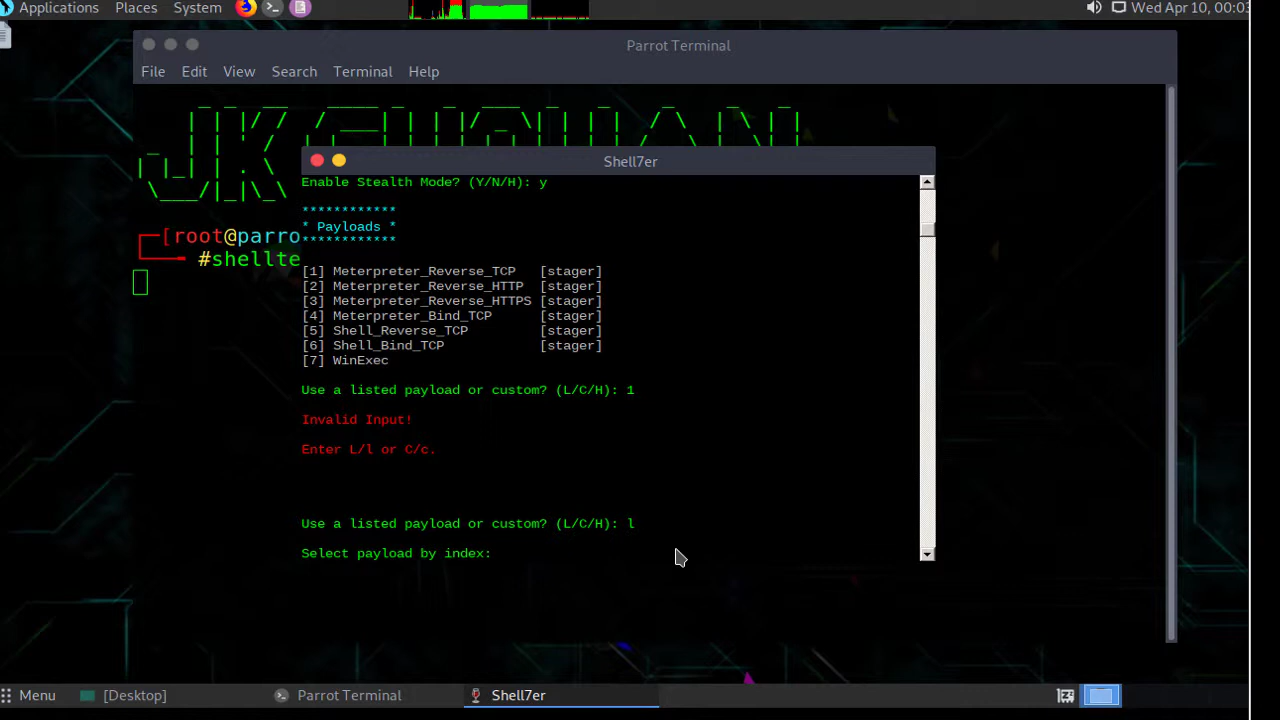 Applications Places System Wed Apr 10, 00:03
Parrot Terminal
File Edit View Search Terminal Help
Shell7er
Enable Stealth Mode? (Y/N/H): y
************
* Payloads *
************
[root@parro
#shellte
[1] Meterpreter_Reverse_TCP [stager]
[2] Meterpreter_Reverse_HTTP [stager]
[3] Meterpreter_Reverse_HTTPS [stager]
[4] Meterpreter_Bind_TCP [stager]
[5] Shell_Reverse_TCP [stager]
[6] Shell_Bind_TCP [stager]
[7] WinExec
Use a listed payload or custom? (L/C/H): 1
Invalid Input!
Enter L/l or C/c.
Use a listed payload or custom? (L/C/H): l
Select payload by index:
Menu [Desktop] Parrot Terminal Shell7er